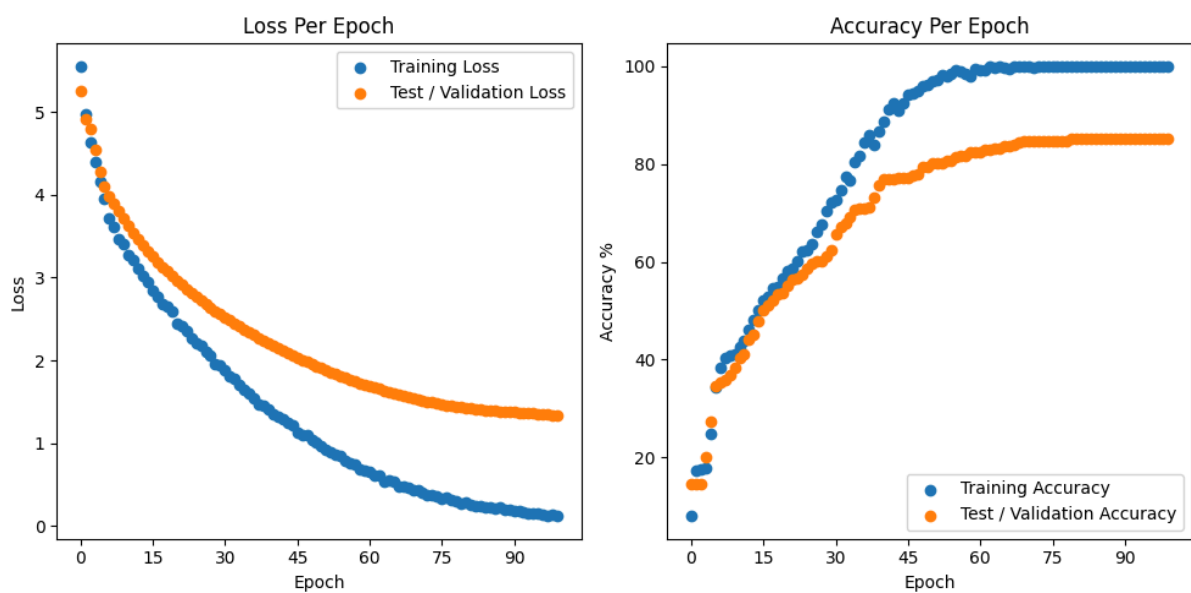 Loss Per Epoch
Training Loss
Test / Validation Loss
Loss
5
4
3
2
1
0
0 15 30 45 60 75 90
Epoch
Accuracy Per Epoch
Accuracy %
100
80
60
40
20
Training Accuracy
Test / Validation Accuracy
0 15 30 45 60 75 90
Epoch